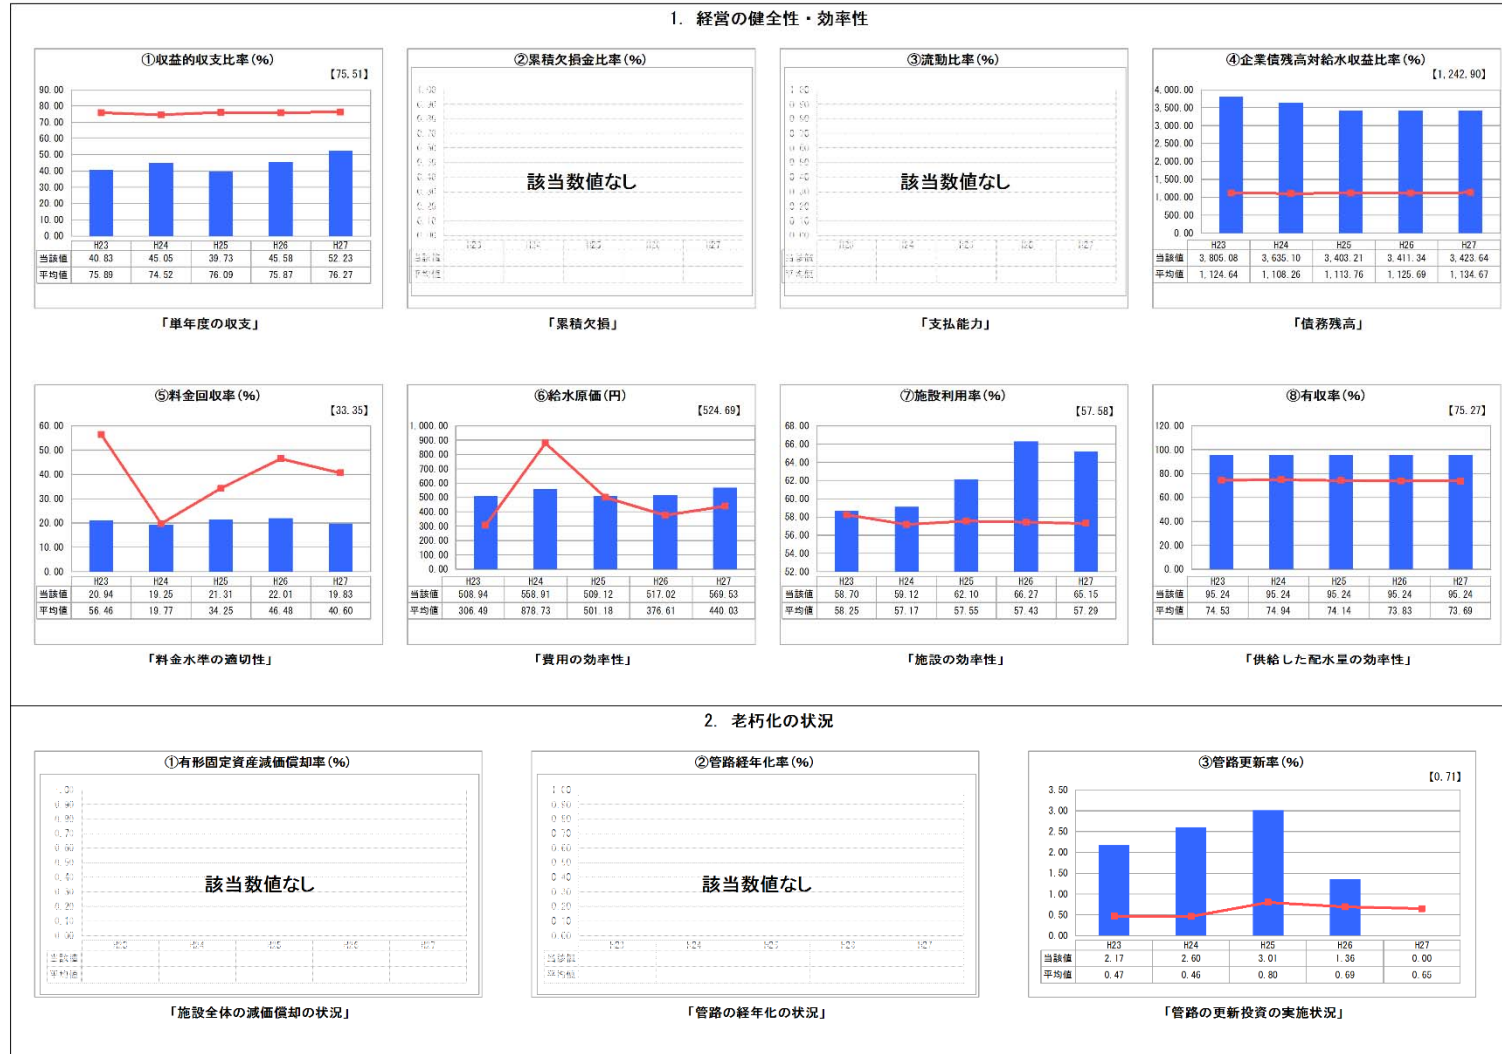 1. 経営の健全性・効率性
①収益的収支比率(%)
【75.51】
90.00
80.00
70.00
60.00
50.00
40.00
30.00
20.00
10.00
0.00
H23 H24 H25 H26 H27
当該値 40.83 45.05 39.73 45.58 52.23
平均値 75.89 74.52 76.09 75.87 76.27
「単年度の収支」
②累積欠損金比率(%)
該当数値なし
「累積欠損」
③流動比率(%)
該当数値なし
「支払能力」
④企業債残高対給水収益比率(%)
【1,242.90】
4,000.00
3,500.00
3,000.00
2,500.00
2,000.00
1,500.00
1,000.00
500.00
0.00
H23 H24 H25 H26 H27
当該値 3,805.08 3,635.10 3,403.21 3,411.34 3,423.64
平均値 1,124.64 1,108.26 1,113.76 1,125.69 1,134.67
「債務残高」
⑤料金回収率(%)
【33.35】
60.00
50.00
40.00
30.00
20.00
10.00
0.00
H23 H24 H25 H26 H27
当該値 20.94 19.25 21.31 22.01 19.83
平均値 56.46 19.77 34.25 46.48 40.60
「料金水準の適切性」
⑥給水原価(円)
【524.69】
1,000.00
900.00
800.00
700.00
600.00
500.00
400.00
300.00
200.00
100.00
0.00
H23 H24 H25 H26 H27
当該値 508.94 558.91 509.12 517.02 569.53
平均値 306.49 878.73 501.18 376.61 440.03
「費用の効率性」
⑦施設利用率(%)
【57.58】
68.00
66.00
64.00
62.00
60.00
58.00
56.00
54.00
52.00
H23 H24 H25 H26 H27
当該値 58.70 59.12 62.10 66.27 65.15
平均値 58.25 57.17 57.55 57.43 57.29
「施設の効率性」
⑧有収率(%)
【75.27】
120.00
100.00
80.00
60.00
40.00
20.00
0.00
H23 H24 H25 H26 H27
当該値 95.24 95.24 95.24 95.24 95.24
平均値 74.53 74.94 74.14 73.83 73.69
「供給した配水量の効率性」
2. 老朽化の状況
①有形固定資産減価償却率(%)
該当数値なし
「施設全体の減価償却の状況」
②管路経年化率(%)
該当数値なし
「管路の経年化の状況」
③管路更新率(%)
【0.71】
3.50
3.00
2.50
2.00
1.50
1.00
0.50
0.00
H23 H24 H25 H26 H27
当該値 2.17 2.60 3.01 1.36 0.00
平均値 0.47 0.46 0.80 0.69 0.65
「管路の更新投資の実施状況」